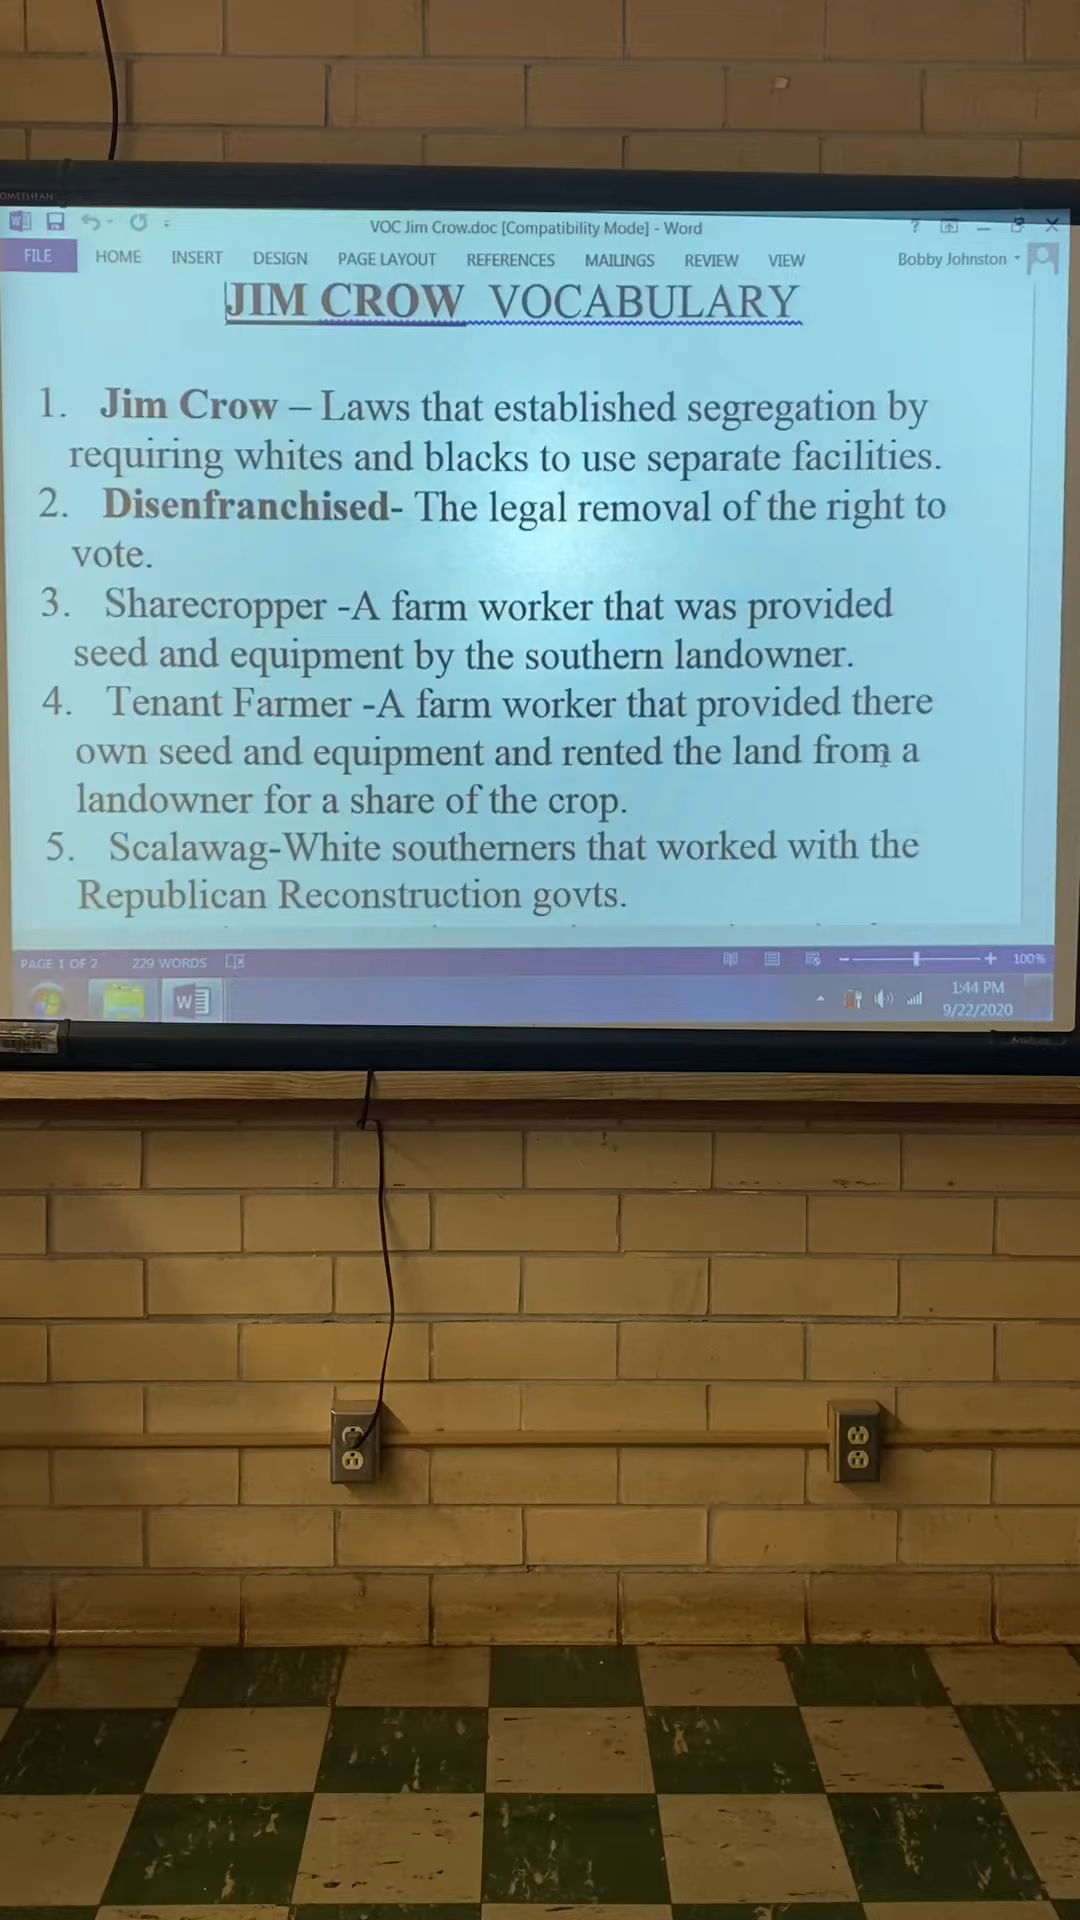 VOC Jim Crow.doc [Compatibility Mode] - Word
FILE HOME INSERT DESIGN PAGE LAYOUT REFERENCES MAILINGS REVIEW VIEW Bobby Johnston
JIM CROW VOCABULARY
1. Jim Crow – Laws that established segregation by
requiring whites and blacks to use separate facilities.
2. Disenfranchised- The legal removal of the right to
vote.
3. Sharecropper -A farm worker that was provided
seed and equipment by the southern landowner.
4. Tenant Farmer -A farm worker that provided there
own seed and equipment and rented the land from a
landowner for a share of the crop.
5. Scalawag-White southerners that worked with the
Republican Reconstruction govts.
PAGE 1 OF 2 229 WORDS 100%
1:44 PM
9/22/2020